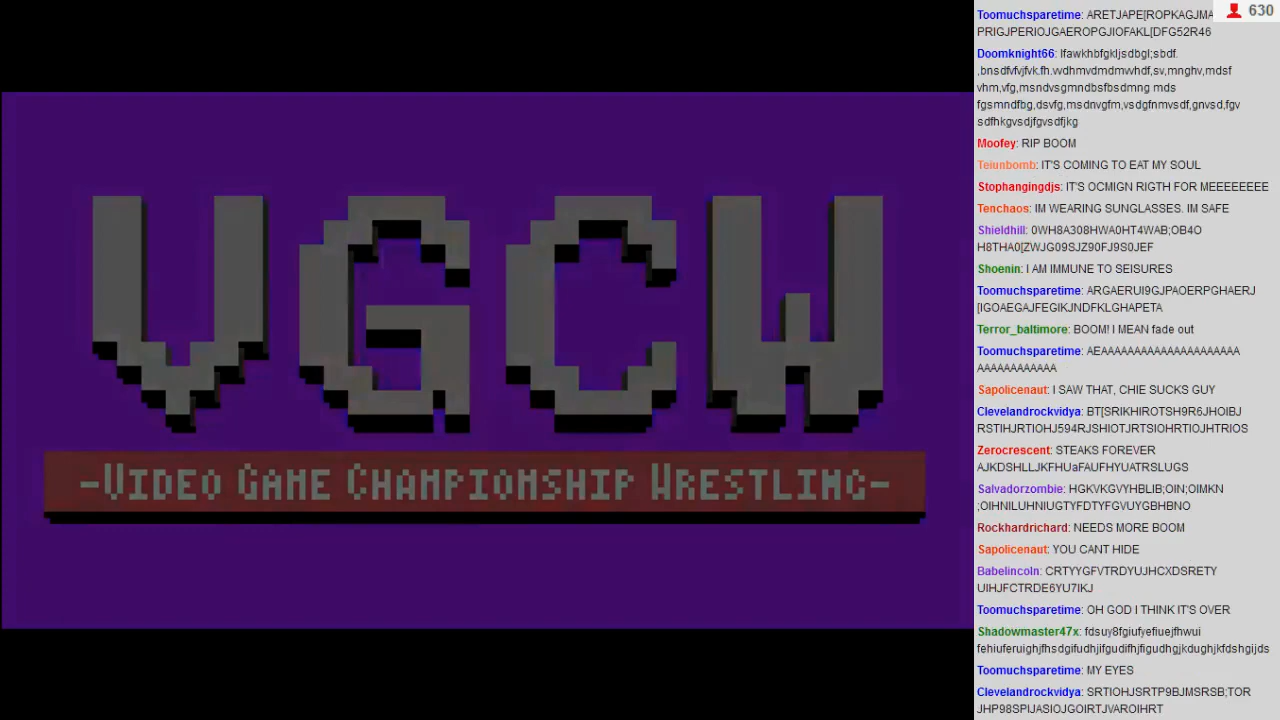 VGCW
-VIDEO GAME CHAMPIONSHIP WRESTLING-
630
Toomuchsparetime: ARETJAPE[ROPKAGJMA
PRIGJPERIOJGAEROPGJIOFAKL[DFG52R46
Doomknight66: lfawkhbfgkljsdbgl;sbdf.
.bnsdfvfvjfvk.fh.vvdhmvdmdmvvhdf,sv,mnghv,mdsf
vhm,vfg,msndvsgmndbsfbsdmng mds
fgsmndfbg,dsvfg,msdnvgfm,vsdgfnmvsdf,gnvsd,fgv
sdfhkgvsdjfgvsdfjkg
Moofey: RIP BOOM
Teiunbomb: IT'S COMING TO EAT MY SOUL
Stophangingdjs: IT'S OCMIGN RIGTH FOR MEEEEEEEE
Tenchaos: IM WEARING SUNGLASSES. IM SAFE
Shieldhill: 0WH8A308HWA0HT4WAB;OB4O
H8THA0[ZWJG09SJZ90FJ9S0JEF
Shoenin: I AM IMMUNE TO SEISURES
Toomuchsparetime: ARGAERUI9GJPAOERPGHAERJ
[IGOAEGAJFEGIKJNDFKLGHAPETA
Terror_baltimore: BOOM! I MEAN fade out
Toomuchsparetime: AEAAAAAAAAAAAAAAAAAAAAA
AAAAAAAAAAAA
Sapolicenaut: I SAW THAT, CHIE SUCKS GUY
Clevelandrockvidya: BT[SRIKHIROTSH9R6JHOIBJ
RSTIHJRTIOHJ594RJSHIOTJRTSIOHRTIOJHTRIOS
Zerocrescent: STEAKS FOREVER
AJKDSHLLJKFHUaFAUFHYUATRSLUGS
Salvadorzombie: HGKVKGVYHBLIB;OIN;OIMKN
;OIHNILUHNIUGTYFDTYFGVUYGBHBNO
Rockhardrichard: NEEDS MORE BOOM
Sapolicenaut: YOU CANT HIDE
Babelincoln: CRTYYGFVTRDYUJHCXDSRETY
UIHJFCTRDE6YU7IKJ
Toomuchsparetime: OH GOD I THINK IT'S OVER
Shadowmaster47x: fdsuy8fgiufyefiuejfhwui
fehiuferuighjfhsdgifudhjifgudifhjfigudhgjkdughjkfdshgijds
Toomuchsparetime: MY EYES
Clevelandrockvidya: SRTIOHJSRTP9BJMSRSB;TOR
JHP98SPIJASIOJGOIRTJVAROIHRT